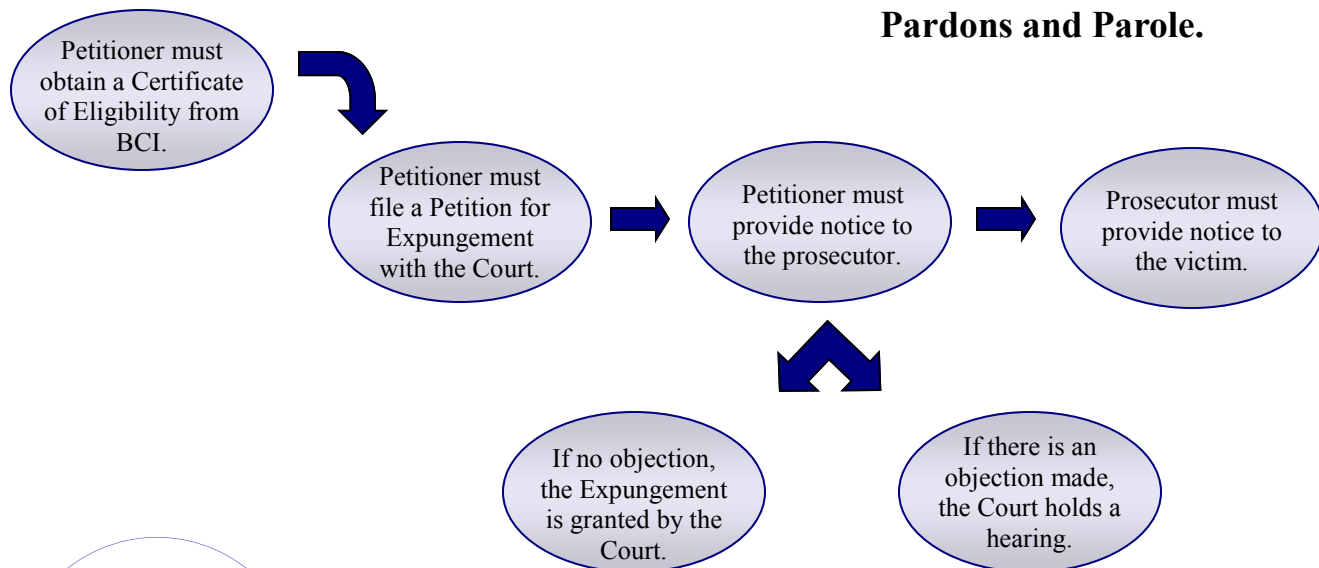 Pardons and Parole.
Petitioner must
obtain a Certificate
of Eligibility from
BCI.
Petitioner must
file a Petition for
Expungement
with the Court.
Petitioner must
provide notice to
the prosecutor.
Prosecutor must
provide notice to
the victim.
If no objection,
the Expungement
is granted by the
Court.
If there is an
objection made,
the Court holds a
hearing.